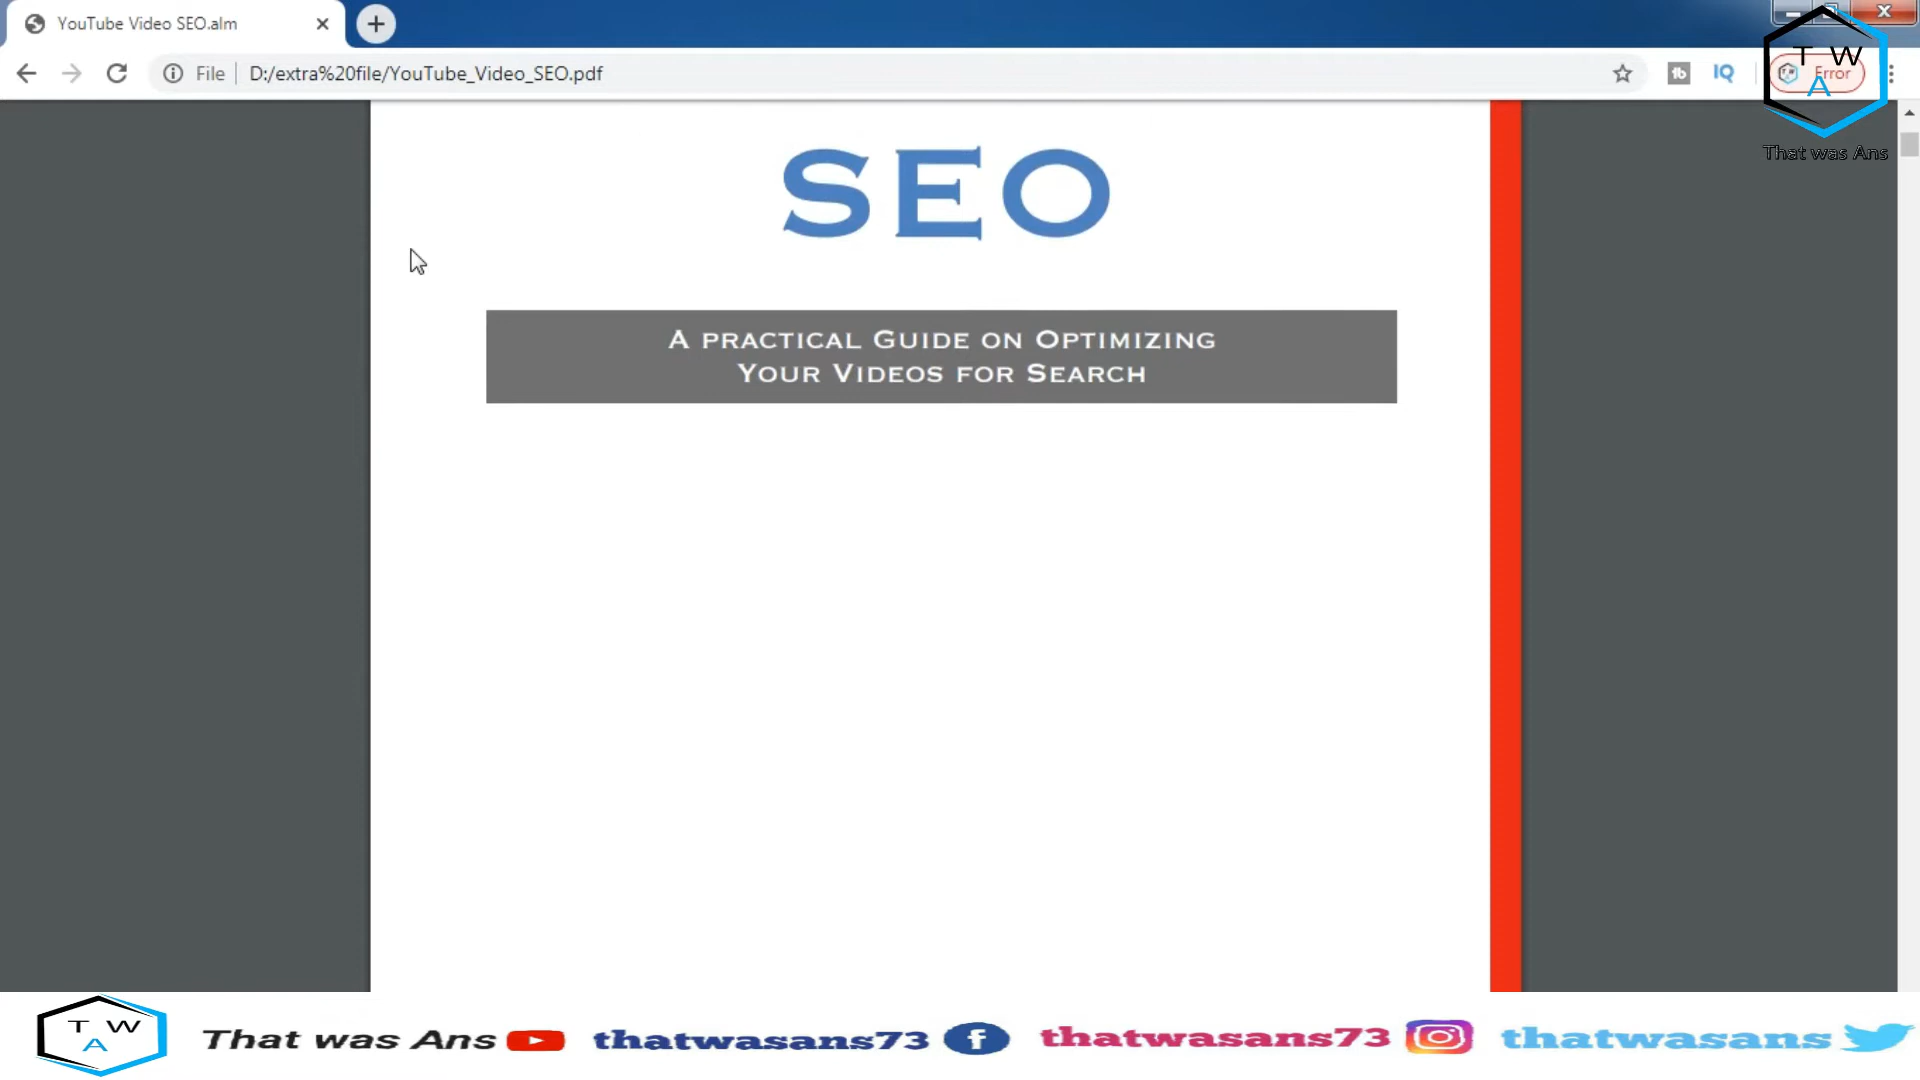 YouTube Video SEO.alm
File
D:/extra%20file/YouTube_Video_SEO.pdf
tb
IQ
Error
T W
A
That was Ans
SEO
A PRACTICAL GUIDE ON OPTIMIZING
YOUR VIDEOS FOR SEARCH
T W
A
That was Ans
thatwasans73
f
thatwasans73
thatwasans